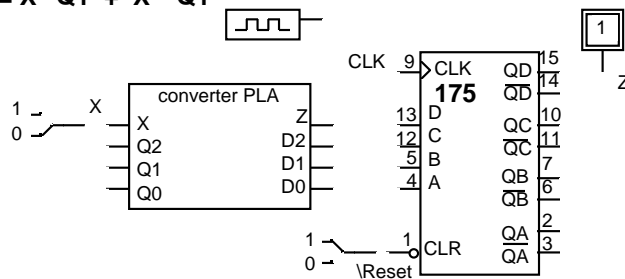 1
CLK 9 CLK QD 15
QD 14
175
converter PLA
1 X X Z 13 D
0
Q2 D2 12 C QC 10
QC 11
Q1 D1 5 B QB 7
Q0 D0 4 A QB 6
QA 2
1 1 CLR QA 3
0 \Reset